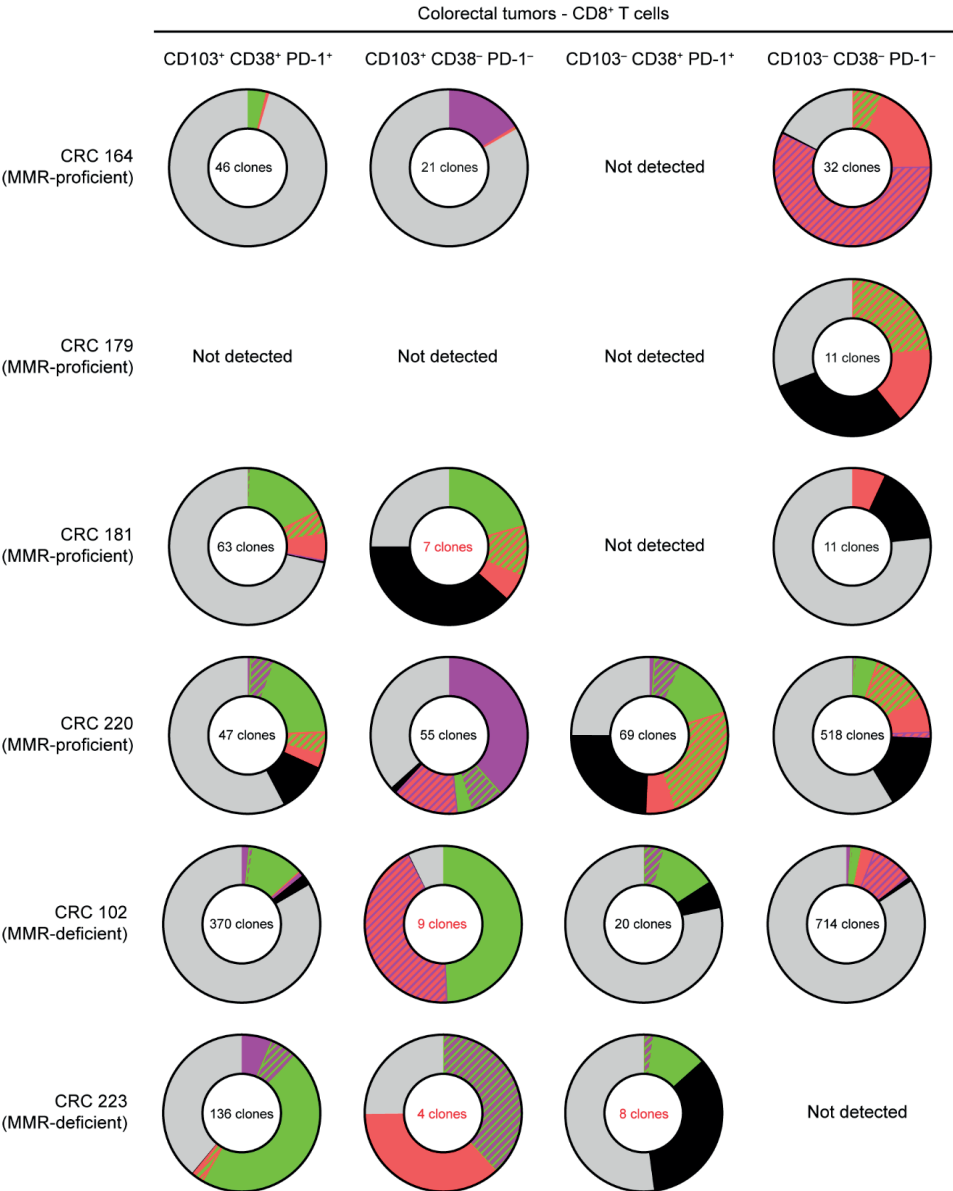 Colorectal tumors - CD8⁺ T cells
CD103⁺ CD38⁺ PD-1⁺
CD103⁺ CD38⁻ PD-1⁻
CD103⁻ CD38⁺ PD-1⁺
CD103⁻ CD38⁻ PD-1⁻
CRC 164
(MMR-proficient)
46 clones
21 clones
Not detected
32 clones
CRC 179
(MMR-proficient)
Not detected
Not detected
Not detected
11 clones
CRC 181
(MMR-proficient)
63 clones
7 clones
Not detected
11 clones
CRC 220
(MMR-proficient)
47 clones
55 clones
69 clones
518 clones
CRC 102
(MMR-deficient)
370 clones
9 clones
20 clones
714 clones
CRC 223
(MMR-deficient)
136 clones
4 clones
8 clones
Not detected